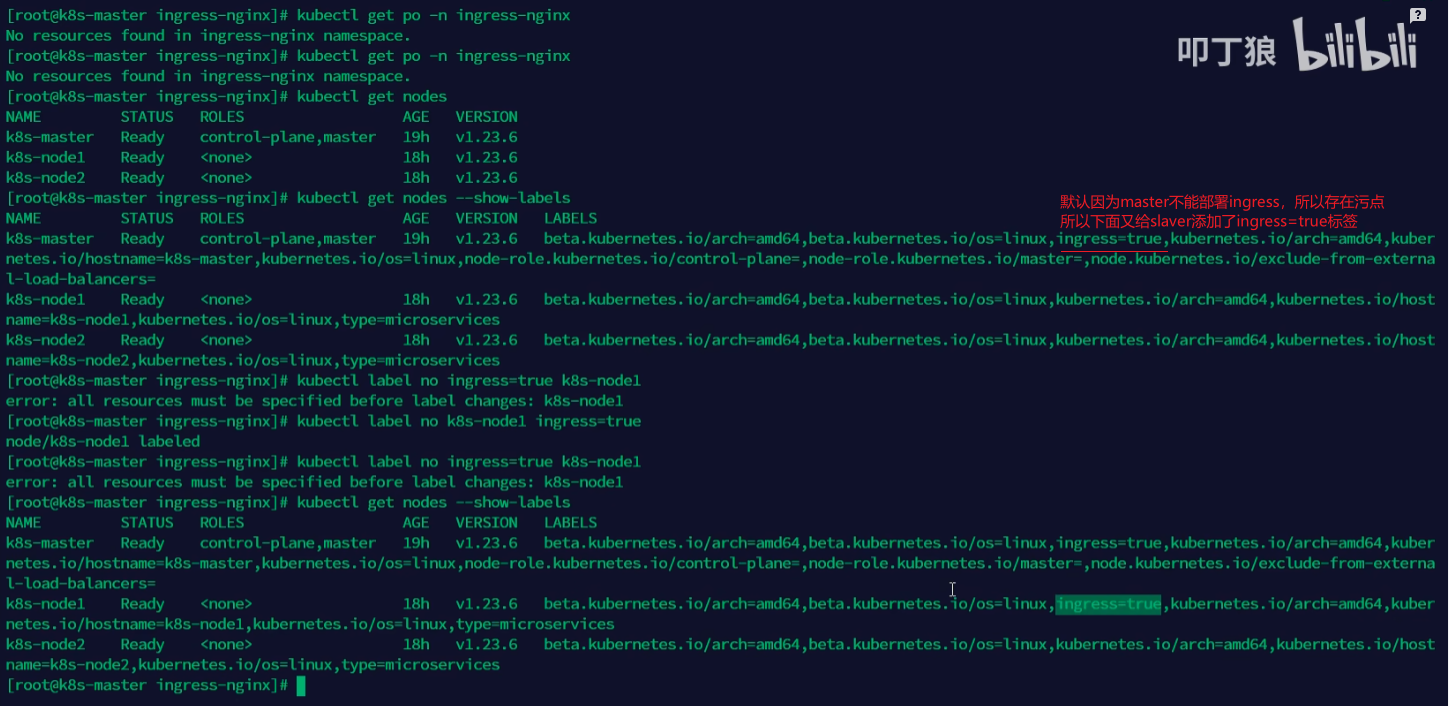 [root@k8s-master ingress-nginx]# kubectl get po -n ingress-nginx
No resources found in ingress-nginx namespace.
[root@k8s-master ingress-nginx]# kubectl get po -n ingress-nginx
No resources found in ingress-nginx namespace.
[root@k8s-master ingress-nginx]# kubectl get nodes
NAME STATUS ROLES AGE VERSION
k8s-master Ready control-plane,master 19h v1.23.6
k8s-node1 Ready <none> 18h v1.23.6
k8s-node2 Ready <none> 18h v1.23.6
[root@k8s-master ingress-nginx]# kubectl get nodes --show-labels
NAME STATUS ROLES AGE VERSION LABELS
k8s-master Ready control-plane,master 19h v1.23.6 beta.kubernetes.io/arch=amd64,beta.kubernetes.io/os=linux,ingress=true,kubernetes.io/arch=amd64,kuber
netes.io/hostname=k8s-master,kubernetes.io/os=linux,node-role.kubernetes.io/control-plane=,node-role.kubernetes.io/master=,node.kubernetes.io/exclude-from-externa
l-load-balancers=
k8s-node1 Ready <none> 18h v1.23.6 beta.kubernetes.io/arch=amd64,beta.kubernetes.io/os=linux,kubernetes.io/arch=amd64,kubernetes.io/host
name=k8s-node1,kubernetes.io/os=linux,type=microservices
k8s-node2 Ready <none> 18h v1.23.6 beta.kubernetes.io/arch=amd64,beta.kubernetes.io/os=linux,kubernetes.io/arch=amd64,kubernetes.io/host
name=k8s-node2,kubernetes.io/os=linux,type=microservices
[root@k8s-master ingress-nginx]# kubectl label no ingress=true k8s-node1
error: all resources must be specified before label changes: k8s-node1
[root@k8s-master ingress-nginx]# kubectl label no k8s-node1 ingress=true
node/k8s-node1 labeled
[root@k8s-master ingress-nginx]# kubectl label no ingress=true k8s-node1
error: all resources must be specified before label changes: k8s-node1
[root@k8s-master ingress-nginx]# kubectl get nodes --show-labels
NAME STATUS ROLES AGE VERSION LABELS
k8s-master Ready control-plane,master 19h v1.23.6 beta.kubernetes.io/arch=amd64,beta.kubernetes.io/os=linux,ingress=true,kubernetes.io/arch=amd64,kuber
netes.io/hostname=k8s-master,kubernetes.io/os=linux,node-role.kubernetes.io/control-plane=,node-role.kubernetes.io/master=,node.kubernetes.io/exclude-from-externa
l-load-balancers=
k8s-node1 Ready <none> 18h v1.23.6 beta.kubernetes.io/arch=amd64,beta.kubernetes.io/os=linux,ingress=true,kubernetes.io/arch=amd64,kuber
netes.io/hostname=k8s-node1,kubernetes.io/os=linux,type=microservices
k8s-node2 Ready <none> 18h v1.23.6 beta.kubernetes.io/arch=amd64,beta.kubernetes.io/os=linux,kubernetes.io/arch=amd64,kubernetes.io/host
name=k8s-node2,kubernetes.io/os=linux,type=microservices
[root@k8s-master ingress-nginx]#
?
叩丁狼 bilibili
默认因为master不能部署ingress，所以存在污点
所以下面又给slaver添加了ingress=true标签